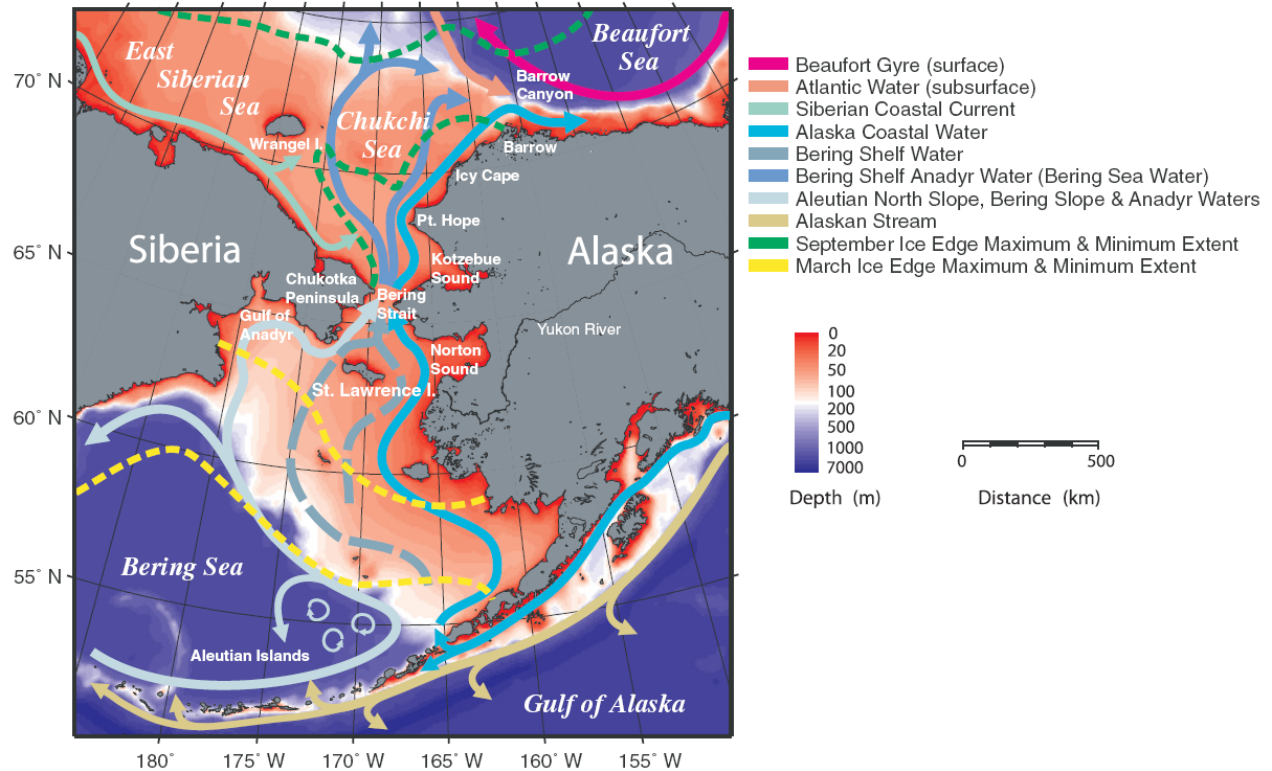 Beaufort
Sea
East
Siberian
Sea
70° N
Barrow
Canyon
Chukchi
Sea
Wrangel I.
Barrow
Icy Cape
Pt. Hope
65° N
Siberia
Alaska
Kotzebue
Sound
Chukotka
Peninsula
Bering
Strait
Gulf of
Anadyr
Yukon River
Norton
Sound
St. Lawrence I.
60° N
Bering Sea
55° N
Aleutian Islands
Gulf of Alaska
180°
175° W
170° W
165° W
160° W
155° W
Beaufort Gyre (surface)
Atlantic Water (subsurface)
Siberian Coastal Current
Alaska Coastal Water
Bering Shelf Water
Bering Shelf Anadyr Water (Bering Sea Water)
Aleutian North Slope, Bering Slope & Anadyr Waters
Alaskan Stream
September Ice Edge Maximum & Minimum Extent
March Ice Edge Maximum & Minimum Extent
0
20
50
100
200
500
1000
7000
Depth (m)
0 500
Distance (km)